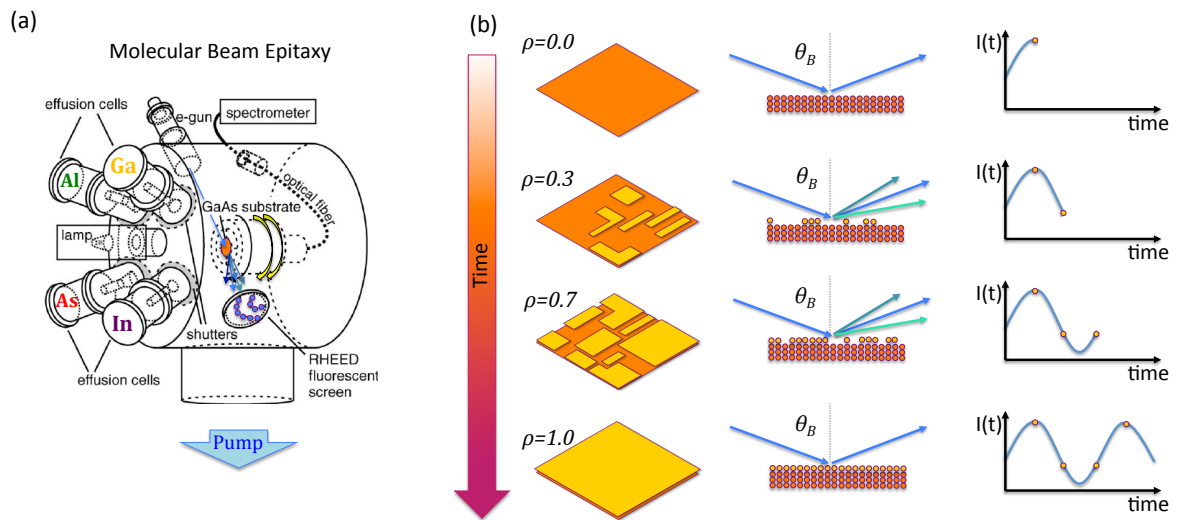 (a)
Molecular Beam Epitaxy
effusion cells
e-gun
spectrometer
Ga
Al
optical fiber
GaAs substrate
lamp
As
In
shutters
effusion cells
RHEED
fluorescent
screen
Pump
(b)
Time
ρ=0.0
θB
I(t)
time
ρ=0.3
θB
I(t)
time
ρ=0.7
θB
I(t)
time
ρ=1.0
θB
I(t)
time